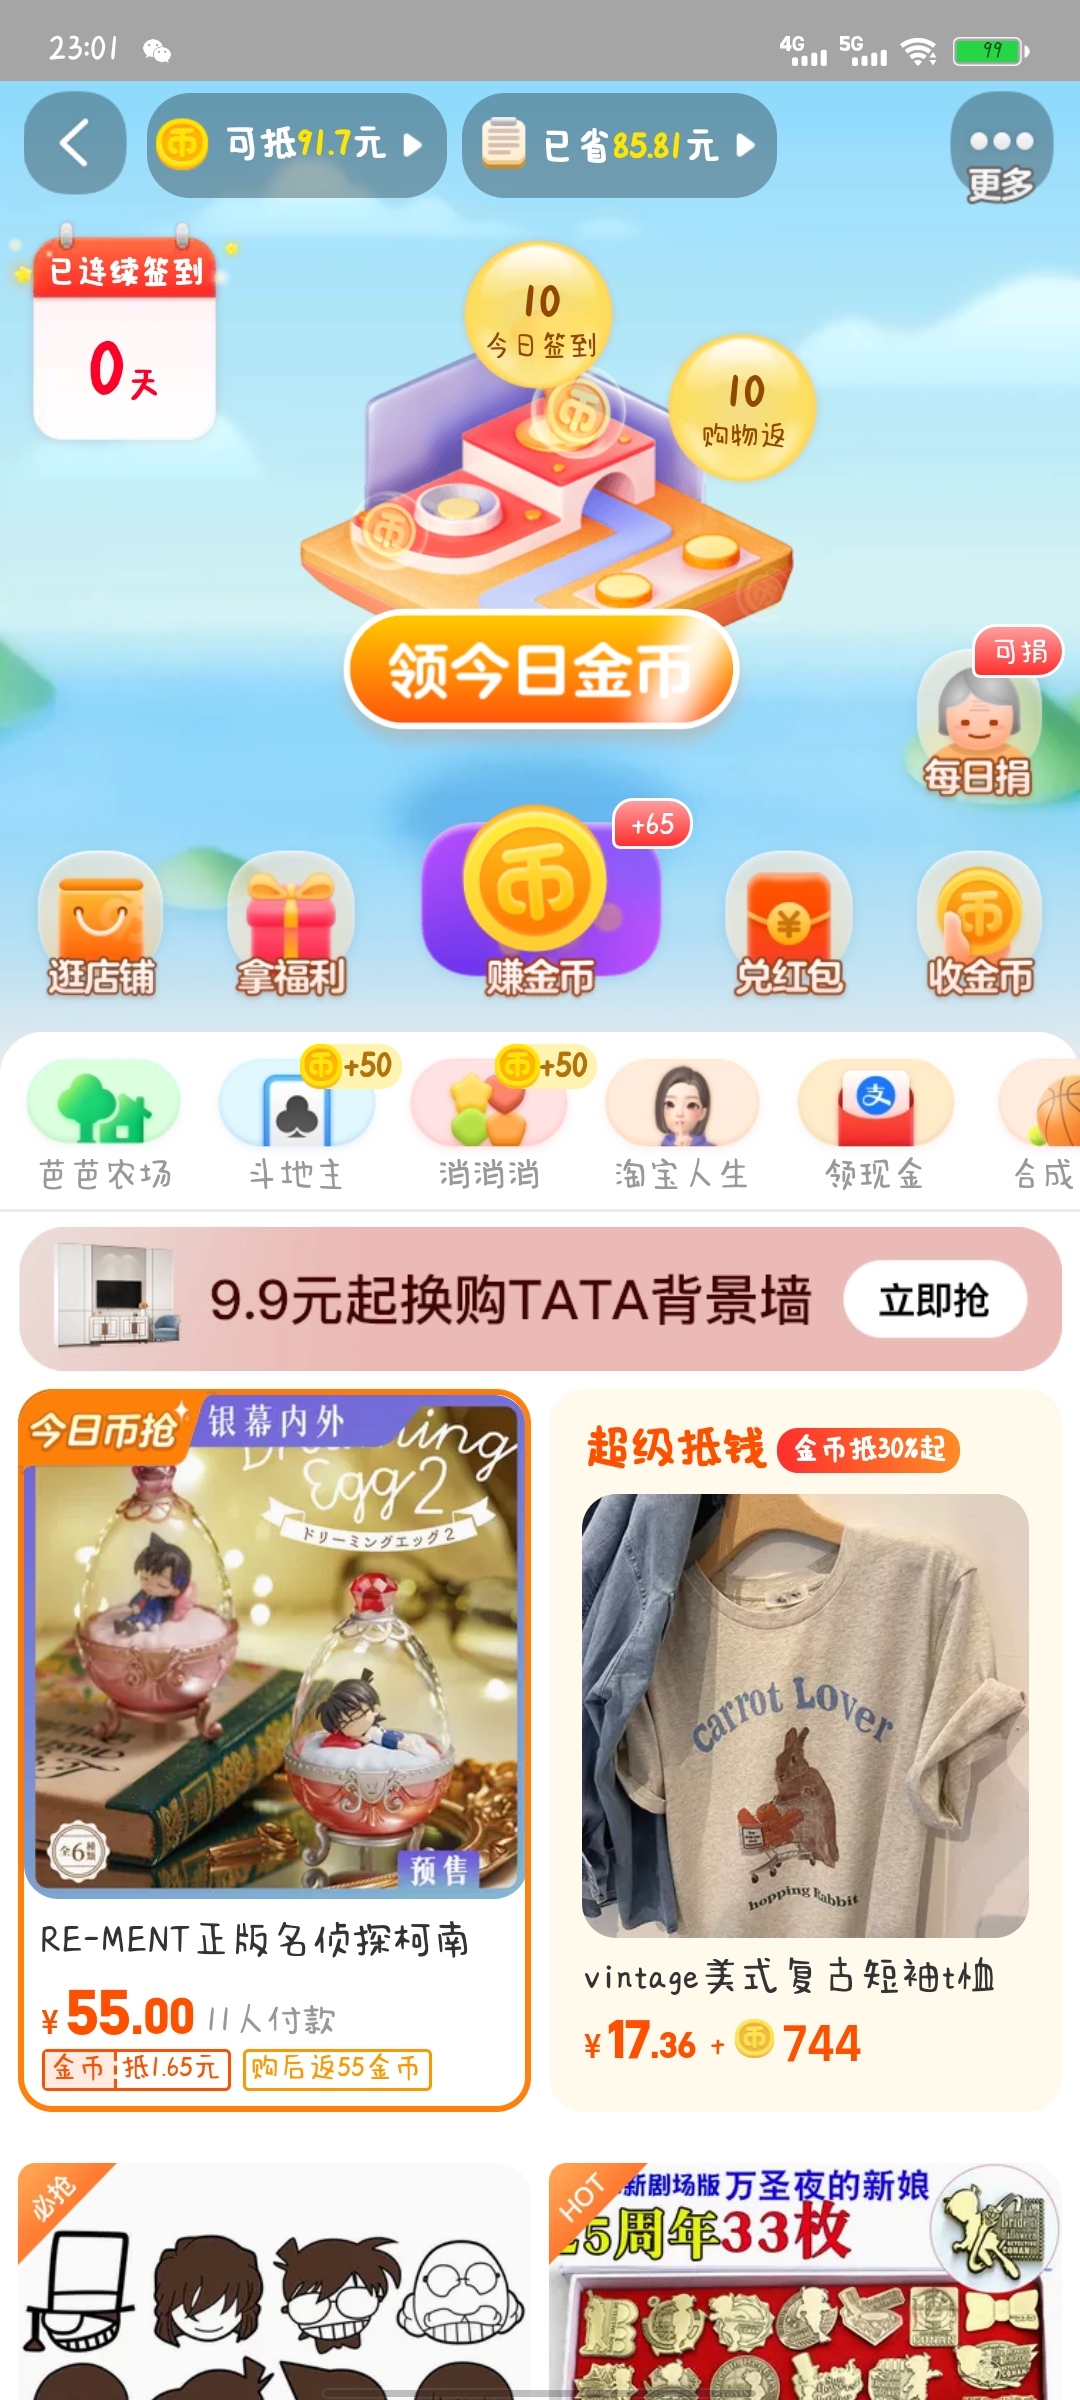 23:01
4G 5G 99
可抵91.7元
已省85.81元
更多
已连续签到
0天
10
今日签到
10
购物返
领今日金币
可捐
每日捐
+65
逛店铺
拿福利
赚金币
兑红包
收金币
+50
+50
芭芭农场
斗地主
消消消
淘宝人生
领现金
合成
9.9元起换购TATA背景墙
立即抢
今日币抢
银幕内外
Egg2
ドリーミングエッグ2
全6種類
预售
RE-MENT正版名侦探柯南
¥55.00 11人付款
金币 抵1.65元 购后返55金币
超级抵钱 金币抵30%起
carrot Lover
hopping Rabbit
vintage美式复古短袖t恤
¥17.36 + 744
必抢
HOT
新剧场版万圣夜的新娘
25周年33枚
Bride